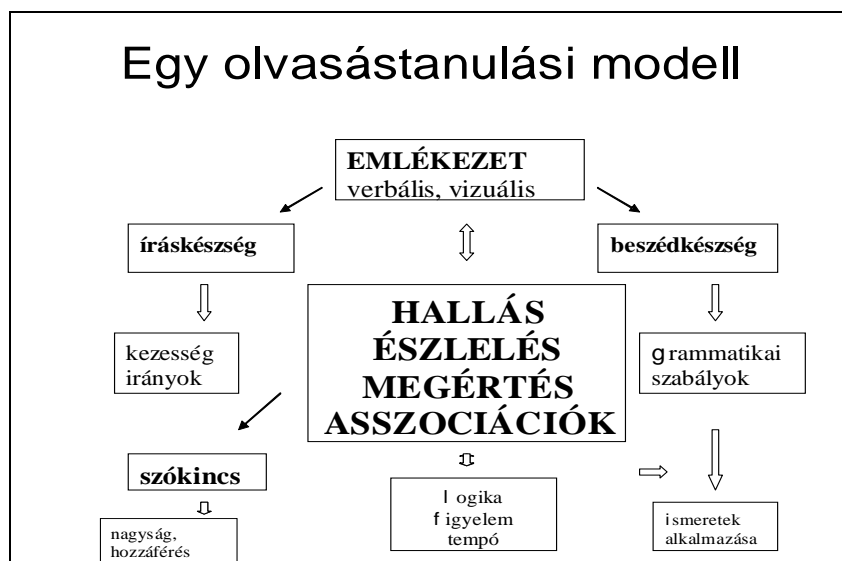 Egy olvasástanulási modell
EMLÉKEZET
verbális, vizuális
íráskészség
beszédkészség
HALLÁS
ÉSZLELÉS
MEGÉRTÉS
ASSZOCIÁCIÓK
kezesség
irányok
grammatikai
szabályok
szókincs
logika
figyelem
tempó
nagyság,
hozzáférés
ismeretek
alkalmazása